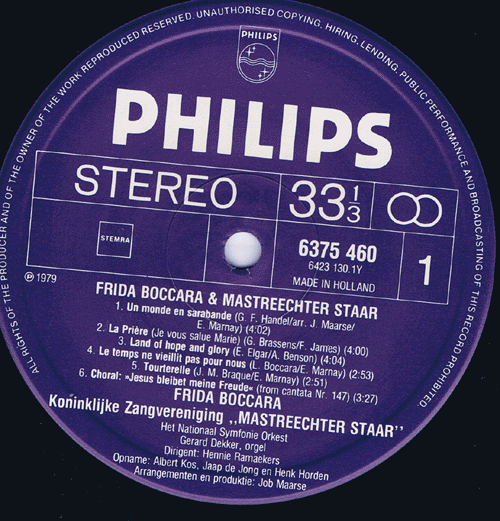 ALL RIGHTS OF THE PRODUCER AND OF THE OWNER OF THE WORK REPRODUCED RESERVED. UNAUTHORISED COPYING, HIRING, LENDING, PUBLIC PERFORMANCE AND BROADCASTING OF THIS RECORD PROHIBITED.
PHILIPS
PHILIPS
STEREO
33 1/3
STEMRA
6375 460
6423 130.1Y
MADE IN HOLLAND
1
℗ 1979
FRIDA BOCCARA & MASTREECHTER STAAR
1. Un monde en sarabande (G. F. Handel/arr. J. Maarse/
E. Marnay) (4:02)
2. La Prière (Je vous salue Marie) (G. Brassens/F. James) (4:00)
3. Land of hope and glory (E. Elgar/A. Benson) (4:04)
4. Le temps ne vieillit pas pour nous (L. Boccara/E. Marnay) (2:53)
5. Tourterelle (J. M. Braque/E. Marnay) (2:51)
6. Choral: »Jesus bleibet meine Freude« (from cantata Nr. 147) (3:27)
FRIDA BOCCARA
Koninklijke Zangvereniging ,,MASTREECHTER STAAR''
Het Nationaal Symfonie Orkest
Gerard Dekker, orgel
Dirigent: Hennie Ramaekers
Opname: Albert Kos, Jaap de Jong en Henk Horden
Arrangementen en produktie: Job Maarse